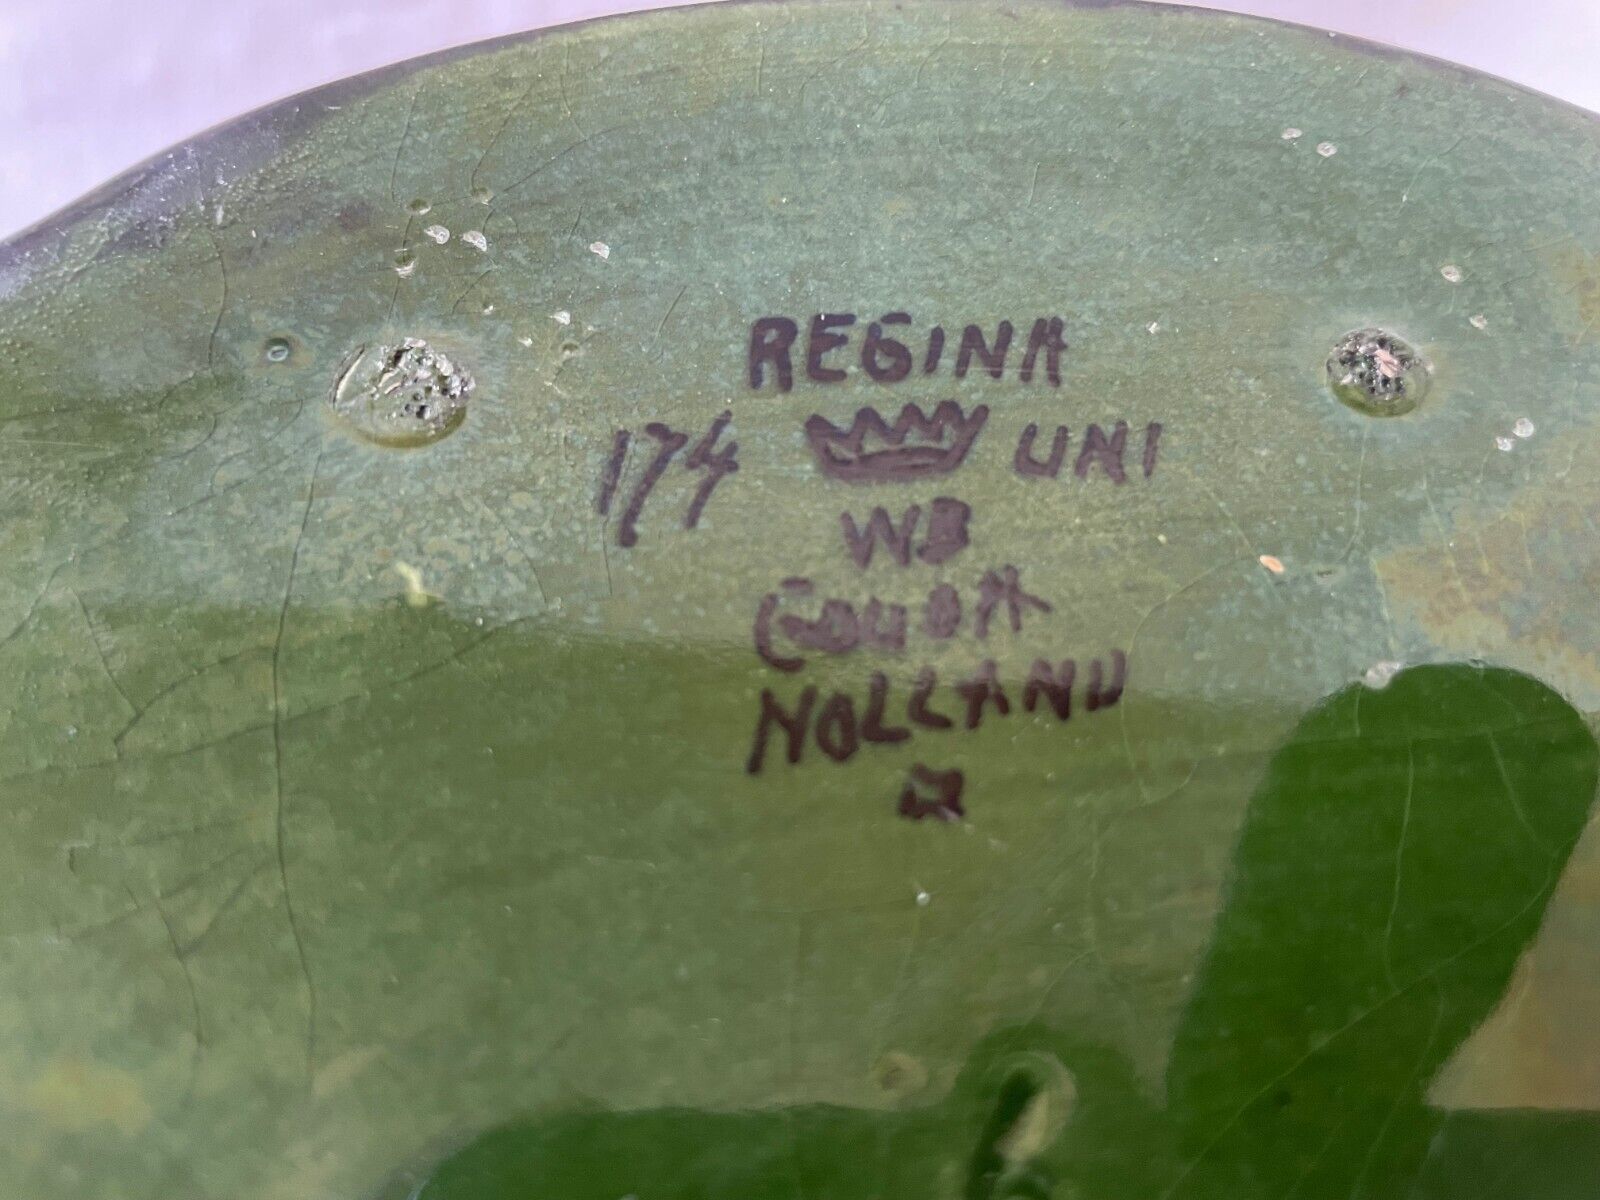 REGINA
174 UNI
WB
GOUDA
HOLLAND